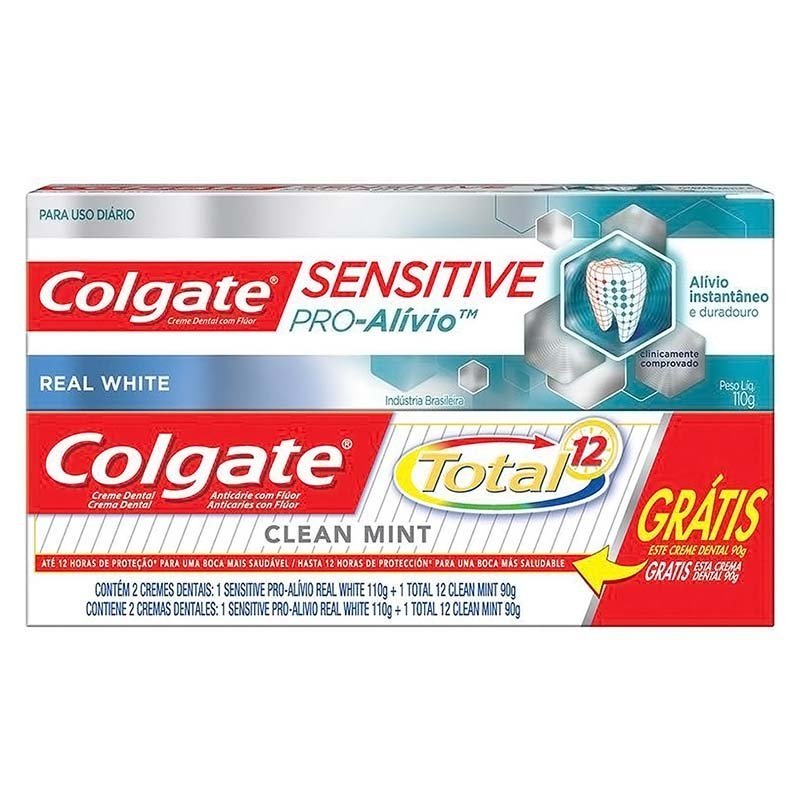 SENSITIVE
PARA USO DIÁRIO
Colgate®
Creme Dental com Flúor
SENSITIVE
PRO-Alívio™
Alívio
instantâneo
e duradouro
clinicamente
comprovado
REAL WHITE
Indústria Brasileira
Peso Líq.
110g
Colgate®
Creme Dental Anticárie com Flúor
Crema Dental Anticaries con Flúor
Total 12
CLEAN MINT
ATÉ 12 HORAS DE PROTEÇÃO* PARA UMA BOCA MAIS SAUDÁVEL / HASTA 12 HORAS DE PROTECCIÓN* PARA UNA BOCA MÁS SALUDABLE
GRÁTIS
ESTE CREME DENTAL 90g
GRATIS ESTA CREMA
DENTAL 90g
CONTÉM 2 CREMES DENTAIS: 1 SENSITIVE PRO-ALÍVIO REAL WHITE 110g + 1 TOTAL 12 CLEAN MINT 90g
CONTIENE 2 CREMAS DENTALES: 1 SENSITIVE PRO-ALIVIO REAL WHITE 110g + 1 TOTAL 12 CLEAN MINT 90g